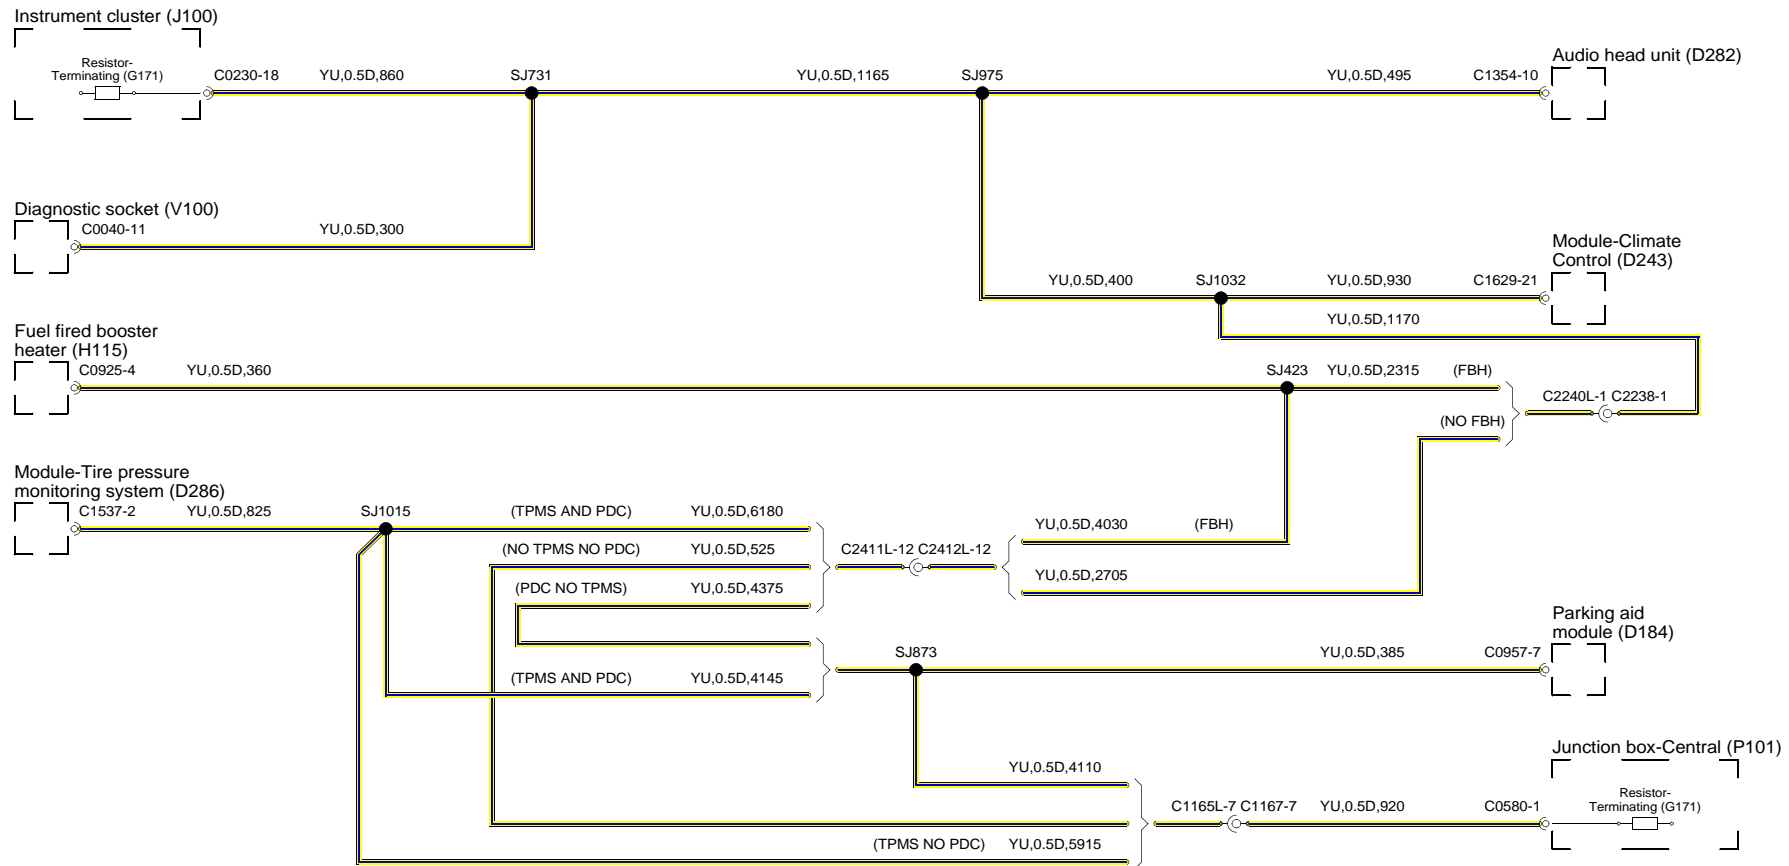 Instrument cluster (J100)
Resistor-
Terminating (G171)
C0230-18
YU,0.5D,860
SJ731
YU,0.5D,1165
SJ975
YU,0.5D,495
C1354-10
Audio head unit (D282)
Diagnostic socket (V100)
C0040-11
YU,0.5D,300
Module-Climate
Control (D243)
YU,0.5D,400
SJ1032
YU,0.5D,930
C1629-21
YU,0.5D,1170
Fuel fired booster
heater (H115)
C0925-4
YU,0.5D,360
SJ423
YU,0.5D,2315
(FBH)
C2240L-1 C2238-1
(NO FBH)
Module-Tire pressure
monitoring system (D286)
C1537-2
YU,0.5D,825
SJ1015
(TPMS AND PDC)
YU,0.5D,6180
YU,0.5D,4030
(FBH)
(NO TPMS NO PDC)
YU,0.5D,525
C2411L-12 C2412L-12
YU,0.5D,2705
(PDC NO TPMS)
YU,0.5D,4375
Parking aid
module (D184)
SJ873
YU,0.5D,385
C0957-7
(TPMS AND PDC)
YU,0.5D,4145
Junction box-Central (P101)
YU,0.5D,4110
C1165L-7 C1167-7
YU,0.5D,920
C0580-1
Resistor-
Terminating (G171)
(TPMS NO PDC)
YU,0.5D,5915